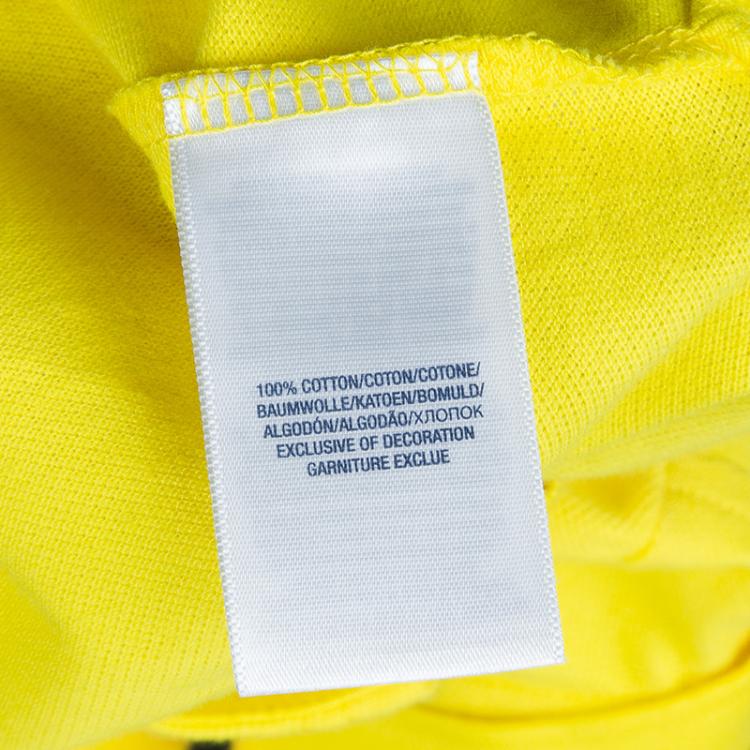 100% COTTON/COTON/COTONE/
BAUMWOLLE/KATOEN/BOMULD/
ALGODÓN/ALGODÃO/ХЛОПОК
EXCLUSIVE OF DECORATION
GARNITURE EXCLUE